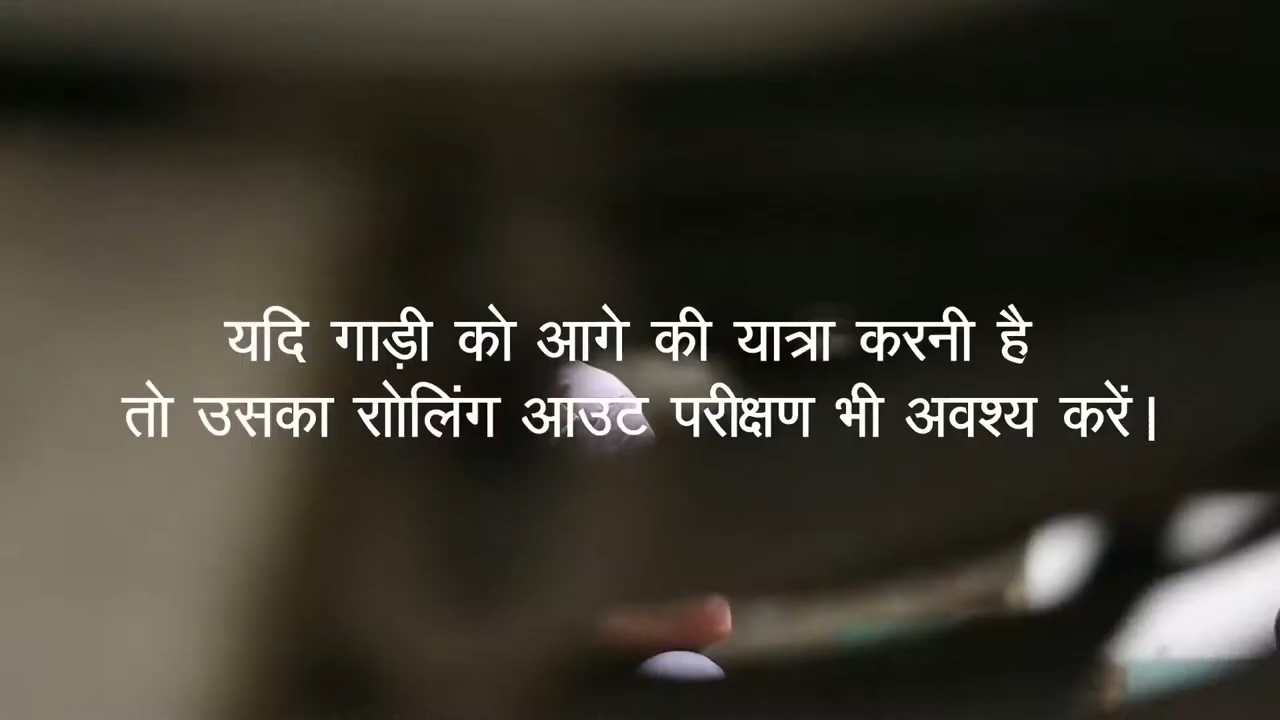 यदि गाड़ी को आगे की यात्रा करनी है
तो उसका रोलिंग आउट परीक्षण भी अवश्य करें।